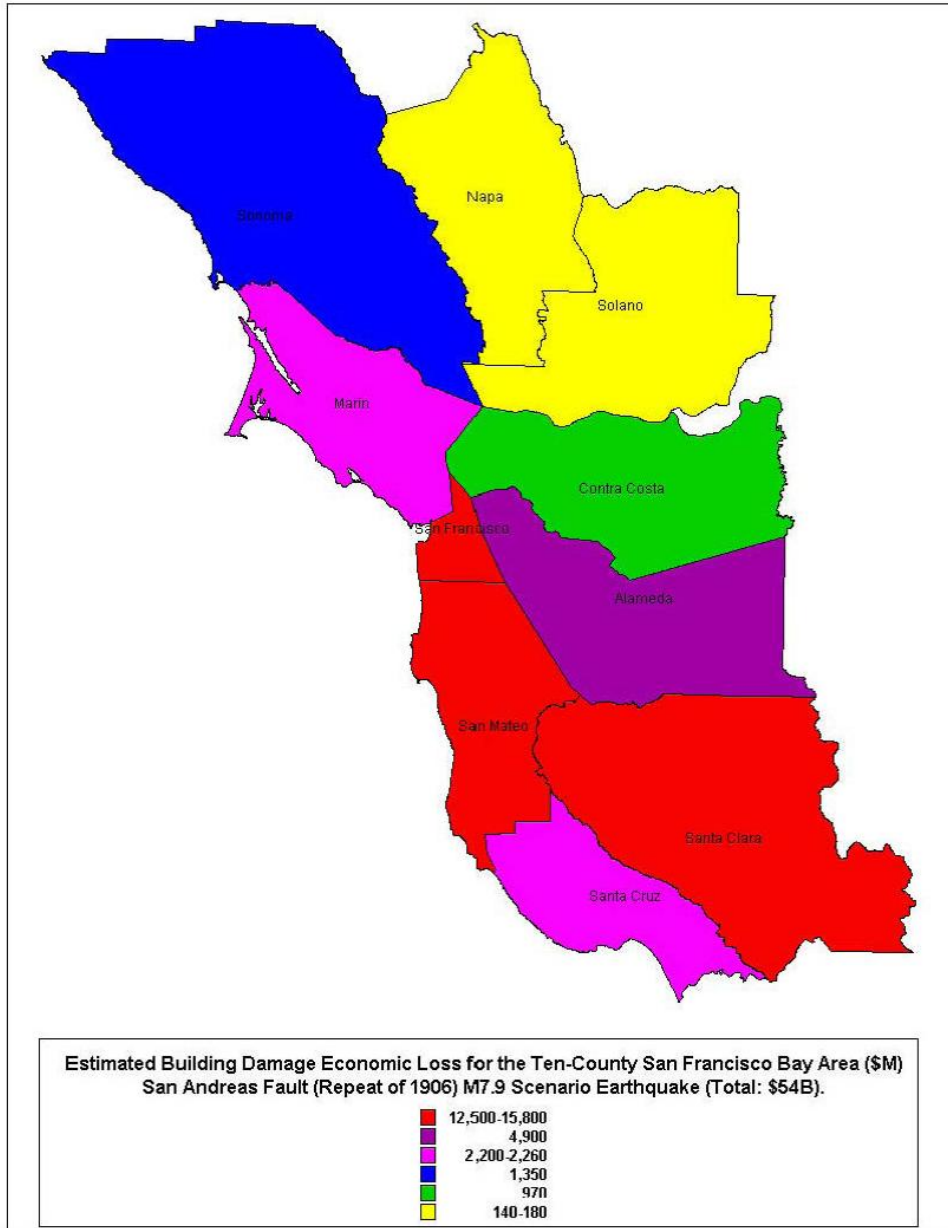 Napa
Sonoma
Solano
Marin
Contra Costa
San Francisco
Alameda
San Mateo
Santa Clara
Santa Cruz
Estimated Building Damage Economic Loss for the Ten-County San Francisco Bay Area ($M)
San Andreas Fault (Repeat of 1906) M7.9 Scenario Earthquake (Total: $54B).
12,500-15,800
4,900
2,200-2,260
1,350
970
140-180